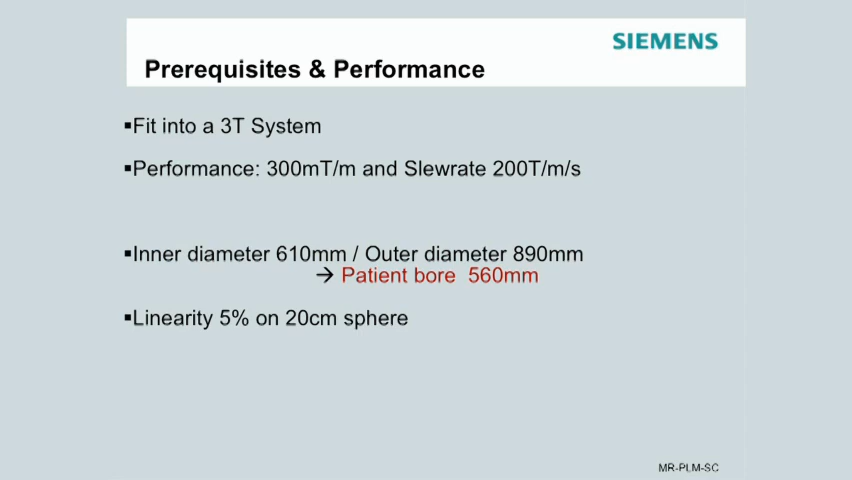 SIEMENS
Prerequisites & Performance
▪Fit into a 3T System
▪Performance: 300mT/m and Slewrate 200T/m/s
▪Inner diameter 610mm / Outer diameter 890mm
→ Patient bore 560mm
▪Linearity 5% on 20cm sphere
MR-PLM-SC